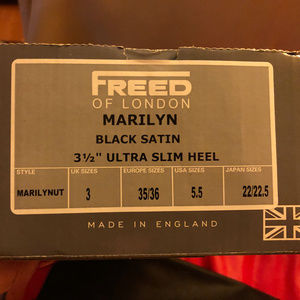 FREED
OF LONDON
MARILYN
BLACK SATIN
3½" ULTRA SLIM HEEL
STYLE UK SIZES EUROPE SIZES USA SIZES JAPAN SIZES
MARILYNUT 3 35/36 5.5 22/22.5
MADE IN ENGLAND